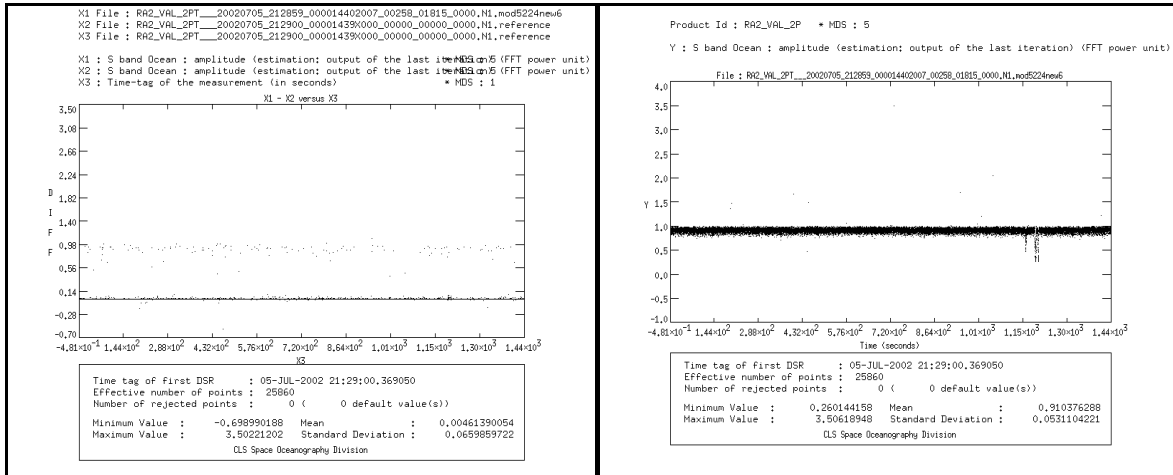 X1 File : RA2_VAL_2PT___20020705_212859_000014402007_00258_01815_0000.N1.mod5224new6
X2 File : RA2_VAL_2PT___20020705_212900_00001439X000_00000_00000_0000.N1.reference
X3 File : RA2_VAL_2PT___20020705_212900_00001439X000_00000_00000_0000.N1.reference
X1 : S band Ocean : amplitude (estimation: output of the last iteration) (FFT power unit) * MDS : 5
X2 : S band Ocean : amplitude (estimation: output of the last iteration) (FFT power unit) * MDS : 5
X3 : Time-tag of the measurement (in seconds) * MDS : 1
X1 - X2 versus X3
3.50
3.08
2.66
2.24
1.82
1.40
0.98
0.56
0.14
-0.28
-0.70
DIFF
-4.81×10⁻¹ 1.44×10² 2.88×10² 4.32×10² 5.76×10² 7.20×10² 8.64×10² 1.01×10³ 1.15×10³ 1.30×10³ 1.44×10³
X3
Time tag of first DSR : 05-JUL-2002 21:29:00.369050
Effective number of points : 25860
Number of rejected points : 0 ( 0 default value(s))
Minimum Value : -0.698990188 Mean : 0.00461390054
Maximum Value : 3.50221202 Standard Deviation : 0.0659859722
CLS Space Oceanography Division
Product Id : RA2_VAL_2P * MDS : 5
Y : S band Ocean : amplitude (estimation: output of the last iteration) (FFT power unit)
File : RA2_VAL_2PT___20020705_212859_000014402007_00258_01815_0000.N1.mod5224new6
4.0
3.5
3.0
2.5
2.0
1.5
1.0
0.5
0.0
-0.5
-1.0
Y
-4.81×10⁻¹ 1.44×10² 2.88×10² 4.32×10² 5.76×10² 7.20×10² 8.64×10² 1.01×10³ 1.15×10³ 1.30×10³ 1.44×10³
Time (seconds)
Time tag of first DSR : 05-JUL-2002 21:29:00.369050
Effective number of points : 25860
Number of rejected points : 0 ( 0 default value(s))
Minimum Value : 0.260144158 Mean : 0.910376288
Maximum Value : 3.50618948 Standard Deviation : 0.0531104221
CLS Space Oceanography Division